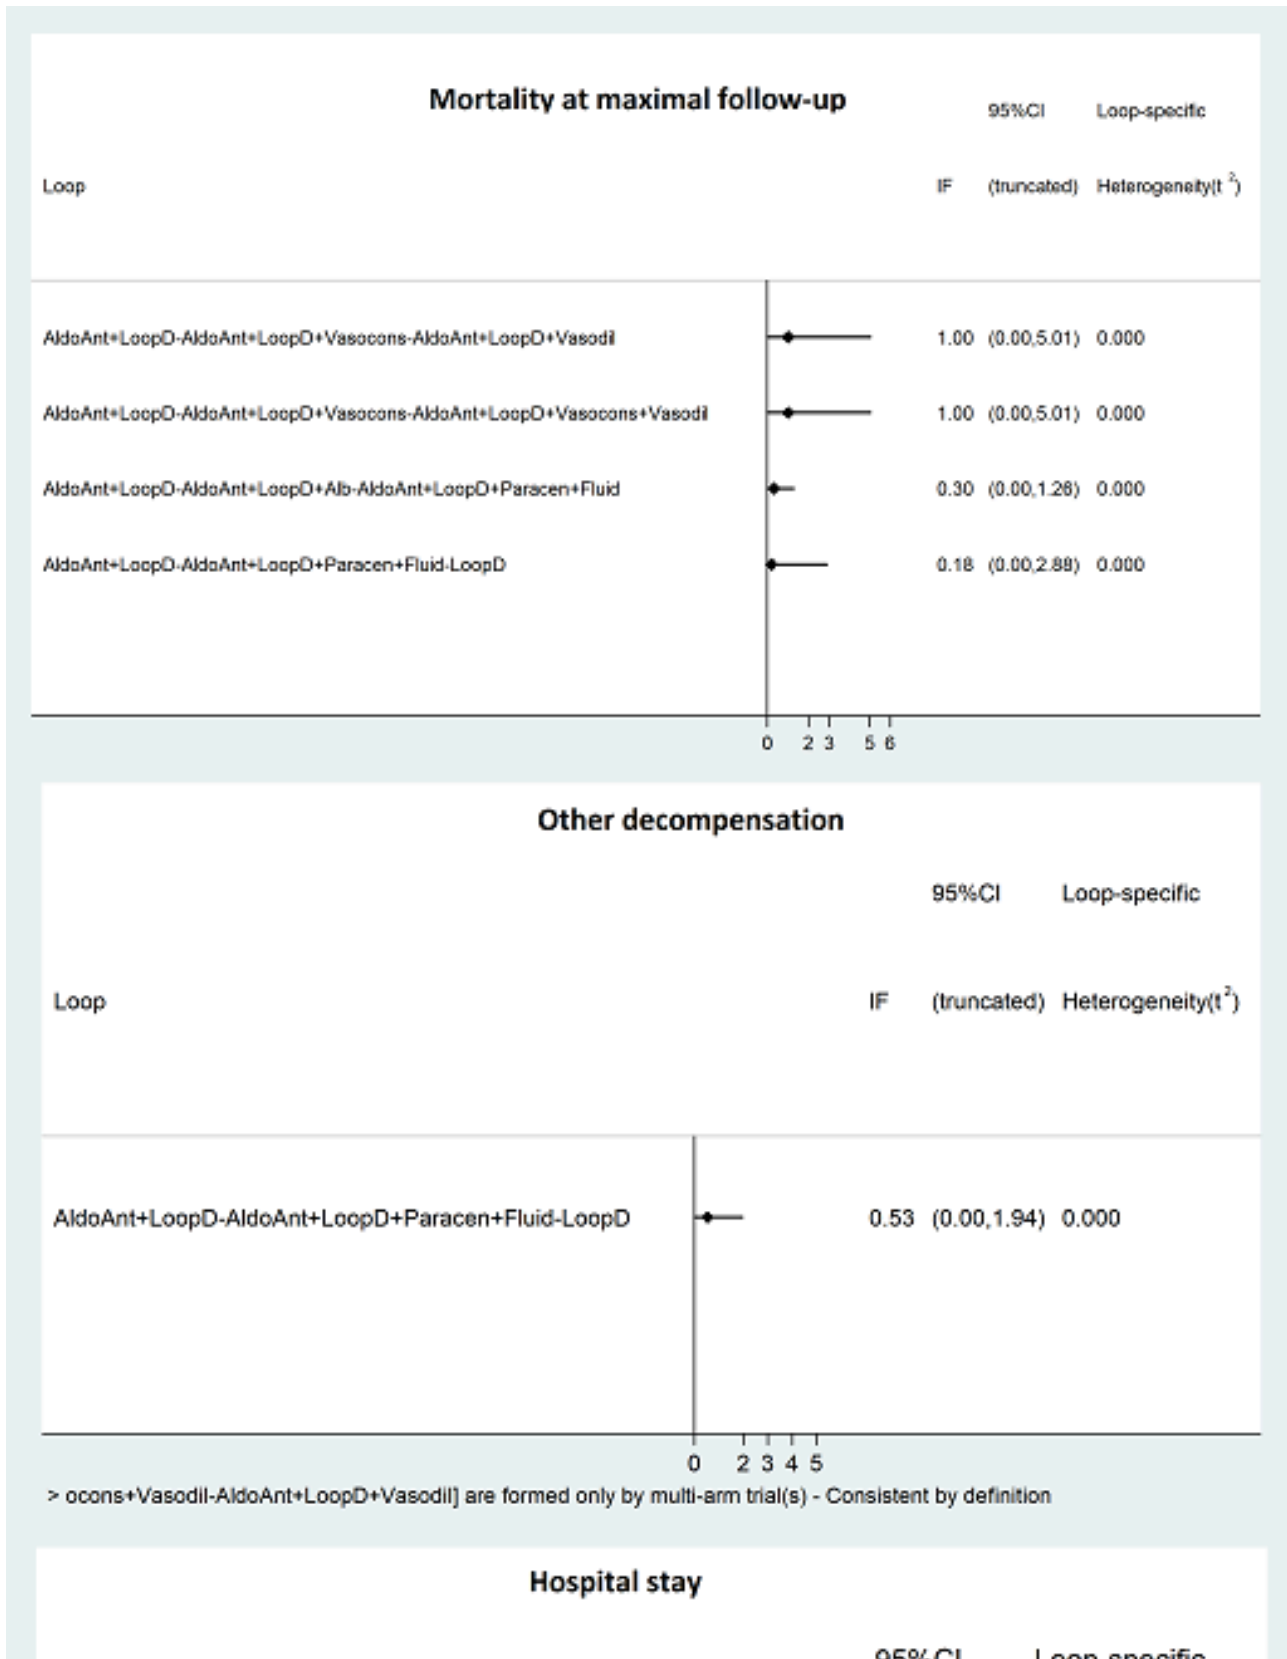 Mortality at maximal follow-up
95%CI Loop-specific
Loop IF (truncated) Heterogeneity(t 2)
AldoAnt+LoopD-AldoAnt+LoopD+Vasocons-AldoAnt+LoopD+Vasodil 1.00 (0.00,5.01) 0.000
AldoAnt+LoopD-AldoAnt+LoopD+Vasocons-AldoAnt+LoopD+Vasocons+Vasodil 1.00 (0.00,5.01) 0.000
AldoAnt+LoopD-AldoAnt+LoopD+Alb-AldoAnt+LoopD+Paracen+Fluid 0.30 (0.00,1.26) 0.000
AldoAnt+LoopD-AldoAnt+LoopD+Paracen+Fluid-LoopD 0.18 (0.00,2.88) 0.000
0 2 3 5 6
Other decompensation
95%CI Loop-specific
Loop IF (truncated) Heterogeneity(t 2)
AldoAnt+LoopD-AldoAnt+LoopD+Paracen+Fluid-LoopD 0.53 (0.00,1.94) 0.000
0 2 3 4 5
> ocons+Vasodil-AldoAnt+LoopD+Vasodil] are formed only by multi-arm trial(s) - Consistent by definition
Hospital stay
95%CI Loop-specific